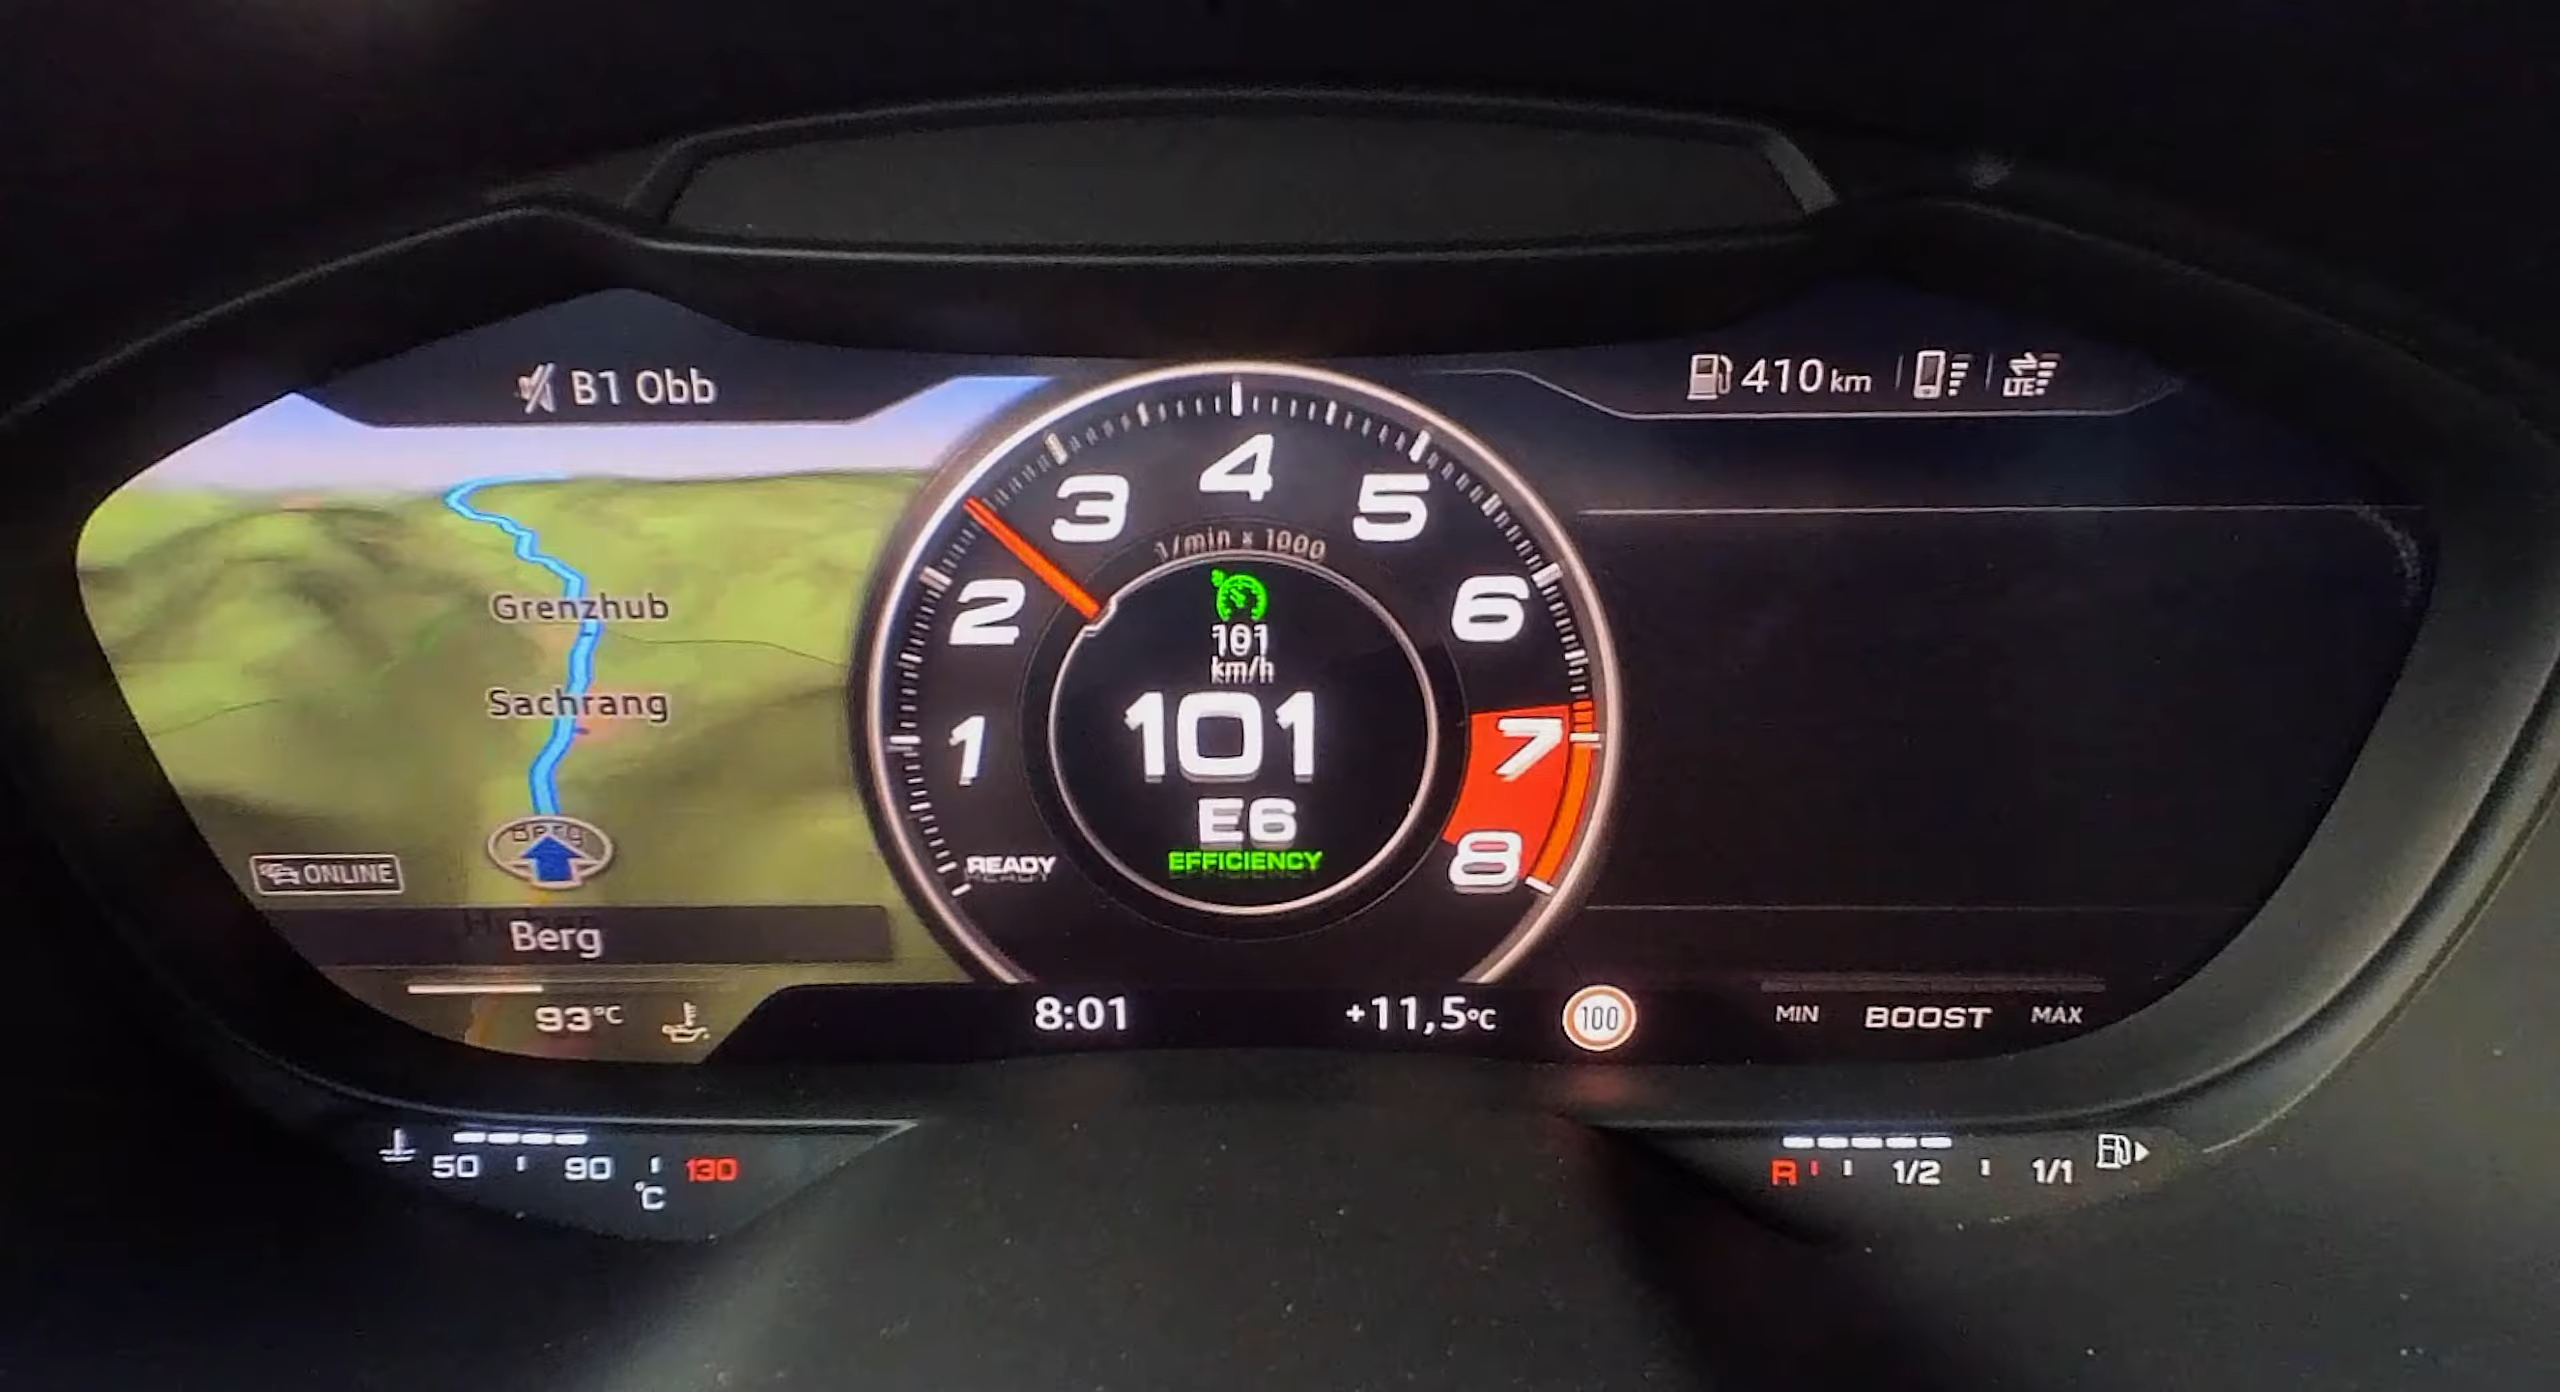 B1 Obb
410 km
LTE
Grenzhub
Sachrang
Berg
ONLINE
Berg
93°C
1
2
3
4
5
6
7
8
1/min x 1000
101
km/h
101
E6
EFFICIENCY
READY
8:01
+11,5°C
100
MIN BOOST MAX
50 90 130
°C
R 1/2 1/1